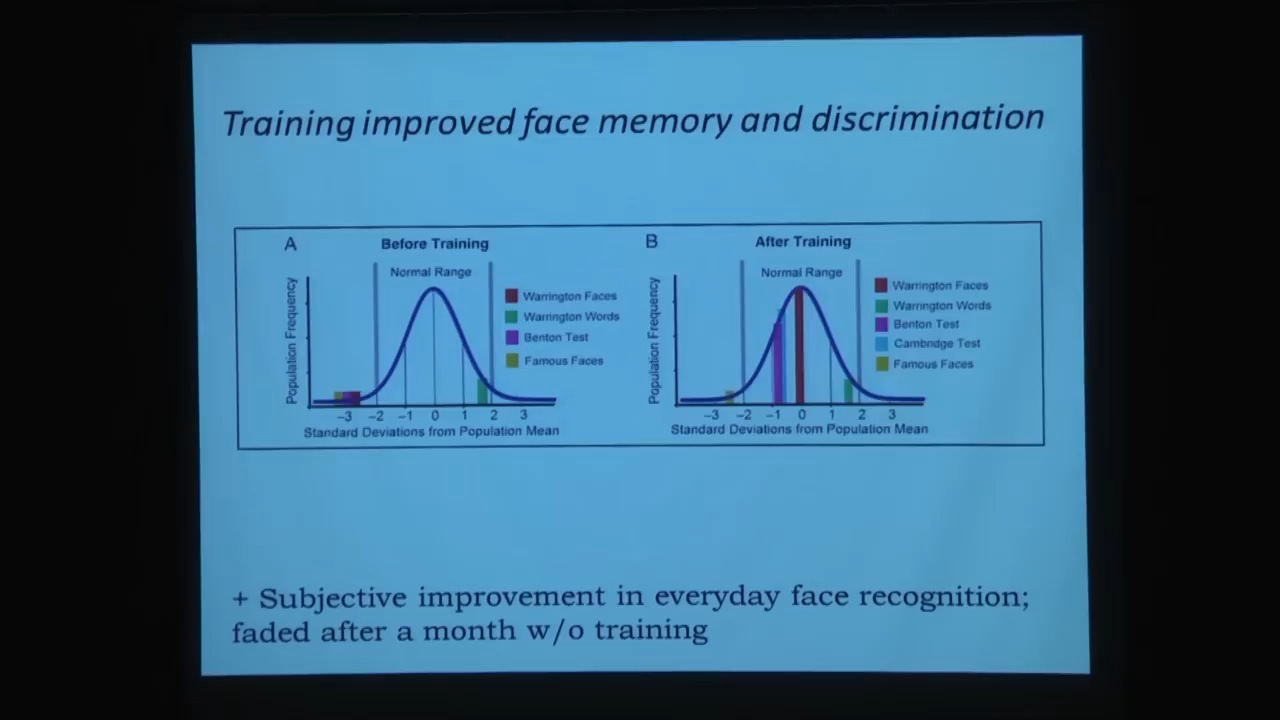 Training improved face memory and discrimination
A
Before Training
Normal Range
Population Frequency
Warrington Faces
Warrington Words
Benton Test
Famous Faces
−3 −2 −1 0 1 2 3
Standard Deviations from Population Mean
B
After Training
Normal Range
Population Frequency
Warrington Faces
Warrington Words
Benton Test
Cambridge Test
Famous Faces
−3 −2 −1 0 1 2 3
Standard Deviations from Population Mean
+ Subjective improvement in everyday face recognition;
faded after a month w/o training